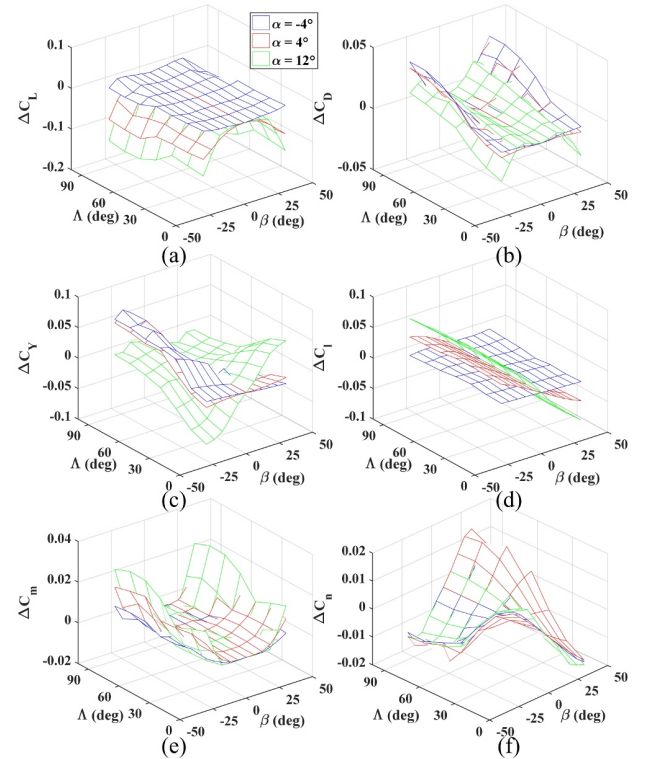 α = -4°
α = 4°
α = 12°
0.1
0
-0.1
-0.2
ΔC_L
90
60
30
0
Λ (deg)
-50
-25
0
25
50
β (deg)
(a)
0.05
0
-0.05
ΔC_D
90
60
30
0
Λ (deg)
-50
-25
0
25
50
β (deg)
(b)
0.1
0.05
0
-0.05
-0.1
ΔC_Y
90
60
30
0
Λ (deg)
-50
-25
0
25
50
β (deg)
(c)
0.1
0.05
0
-0.05
-0.1
ΔC_l
90
60
30
0
Λ (deg)
-50
-25
0
25
50
β (deg)
(d)
0.04
0.02
0
-0.02
ΔC_m
90
60
30
0
Λ (deg)
-50
-25
0
25
50
β (deg)
(e)
0.02
0.01
0
-0.01
-0.02
ΔC_n
90
60
30
0
Λ (deg)
-50
-25
0
25
50
β (deg)
(f)